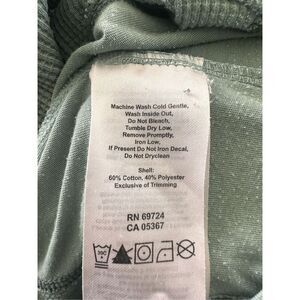 Machine Wash Cold Gentle,
Wash Inside Out,
Do Not Bleach,
Tumble Dry Low,
Remove Promptly,
Iron Low,
If Present Do Not Iron Decal,
Do Not Dryclean
Shell:
60% Cotton, 40% Polyester
Exclusive of Trimming
RN 69724
CA 05367